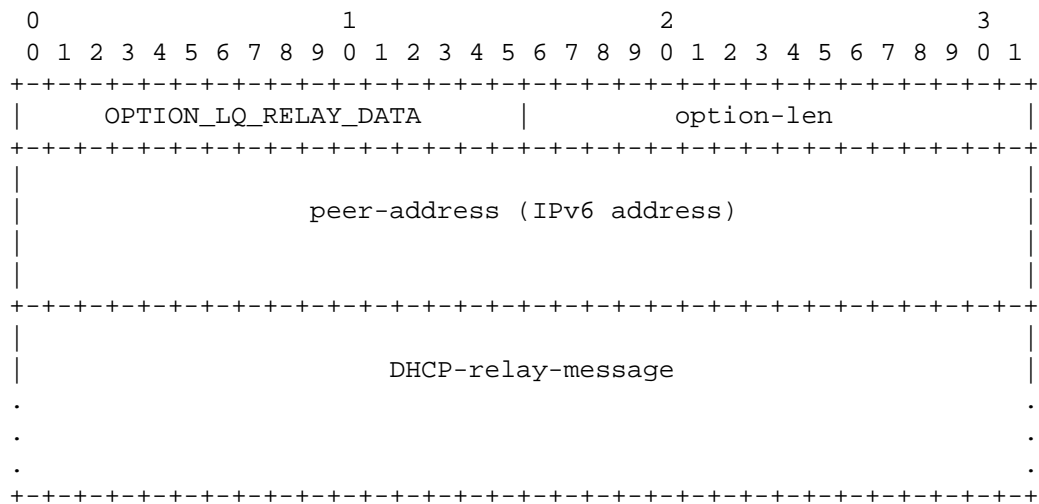 0                   1                   2                   3
 0 1 2 3 4 5 6 7 8 9 0 1 2 3 4 5 6 7 8 9 0 1 2 3 4 5 6 7 8 9 0 1
+-+-+-+-+-+-+-+-+-+-+-+-+-+-+-+-+-+-+-+-+-+-+-+-+-+-+-+-+-+-+-+-+
|     OPTION_LQ_RELAY_DATA      |         option-len            |
+-+-+-+-+-+-+-+-+-+-+-+-+-+-+-+-+-+-+-+-+-+-+-+-+-+-+-+-+-+-+-+-+
|                                                               |
|                  peer-address (IPv6 address)                  |
|                                                               |
|                                                               |
+-+-+-+-+-+-+-+-+-+-+-+-+-+-+-+-+-+-+-+-+-+-+-+-+-+-+-+-+-+-+-+-+
|                                                               |
|                       DHCP-relay-message                      |
.                                                               .
.                                                               .
.                                                               .
+-+-+-+-+-+-+-+-+-+-+-+-+-+-+-+-+-+-+-+-+-+-+-+-+-+-+-+-+-+-+-+-+